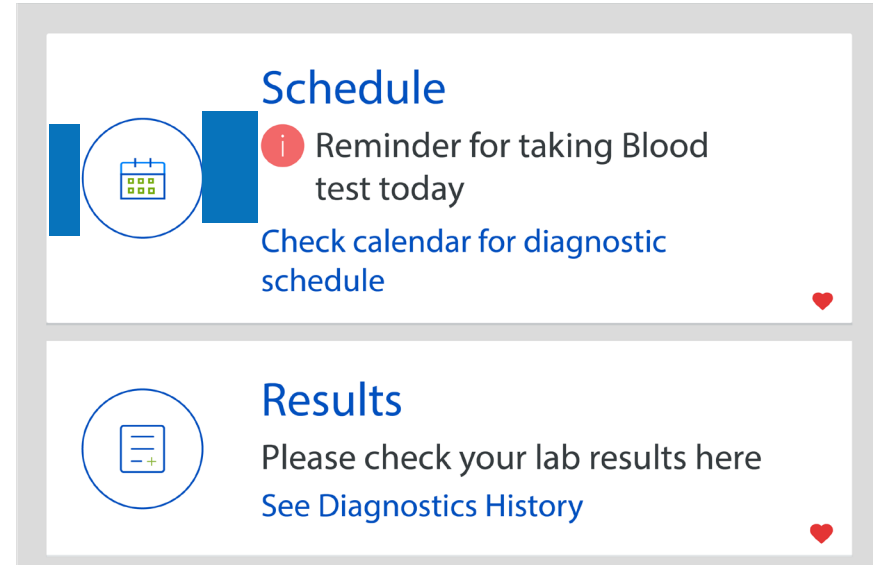 Schedule
i
Reminder for taking Blood
test today
Check calendar for diagnostic
schedule
Results
Please check your lab results here
See Diagnostics History